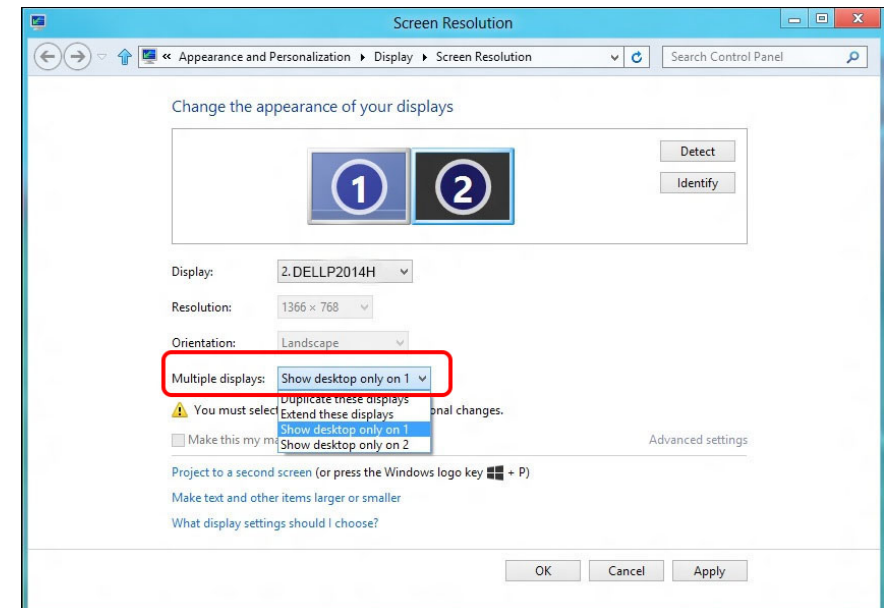 Screen Resolution
« Appearance and Personalization Display Screen Resolution
Search Control Panel
Change the appearance of your displays
1 2
Detect
Identify
Display: 2.DELLP2014H
Resolution: 1366 × 768
Orientation: Landscape
Multiple displays: Show desktop only on 1
Duplicate these displays
You must selec
Extend these displays
onal changes.
Show desktop only on 1
Make this my m
Show desktop only on 2
Advanced settings
Project to a second screen (or press the Windows logo key + P)
Make text and other items larger or smaller
What display settings should I choose?
OK Cancel Apply